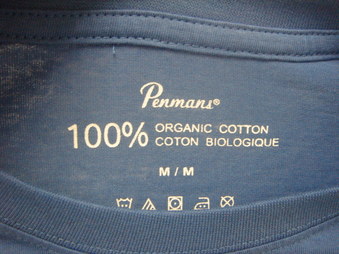 Penmans®
100% ORGANIC COTTON
COTON BIOLOGIQUE
M / M